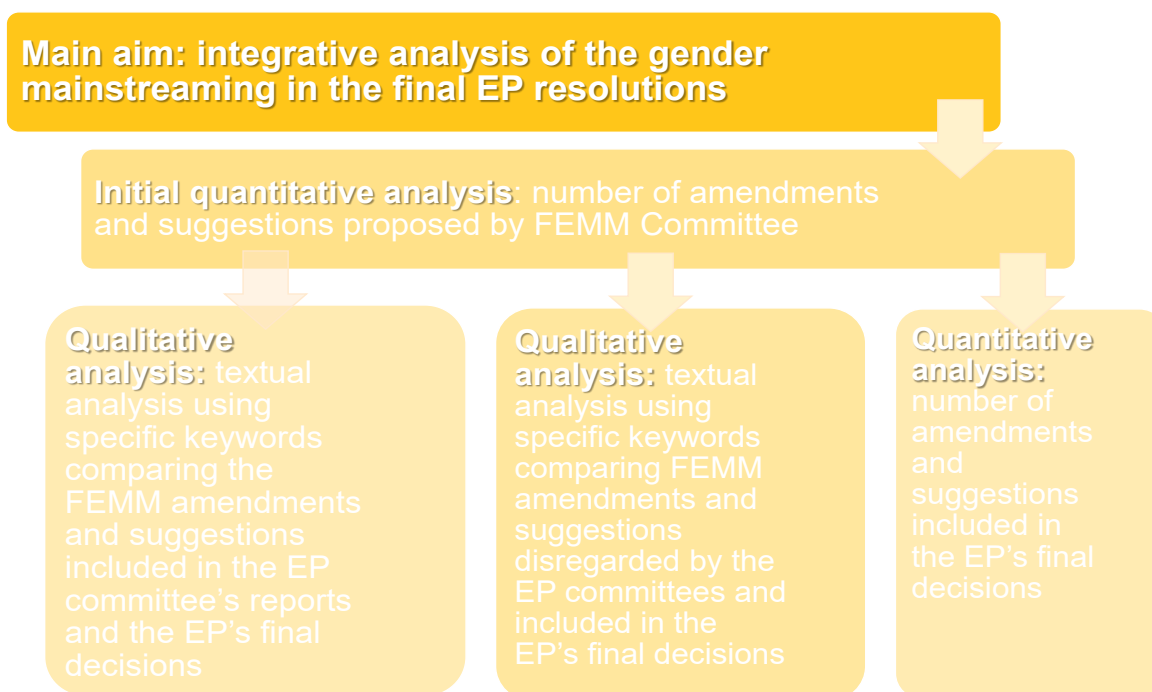 Main aim: integrative analysis of the gender
mainstreaming in the final EP resolutions
Initial quantitative analysis: number of amendments
and suggestions proposed by FEMM Committee
Qualitative
analysis: textual
analysis using
specific keywords
comparing the
FEMM amendments
and suggestions
included in the EP
committee’s reports
and the EP’s final
decisions
Qualitative
analysis: textual
analysis using
specific keywords
comparing FEMM
amendments and
suggestions
disregarded by the
EP committees and
included in the
EP’s final decisions
Quantitative
analysis:
number of
amendments
and
suggestions
included in
the EP’s final
decisions